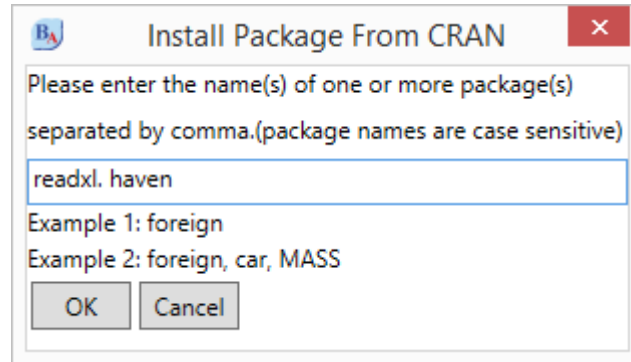 BA
Install Package From CRAN
×
Please enter the name(s) of one or more package(s)
separated by comma.(package names are case sensitive)
readxl. haven
Example 1: foreign
Example 2: foreign, car, MASS
OK Cancel